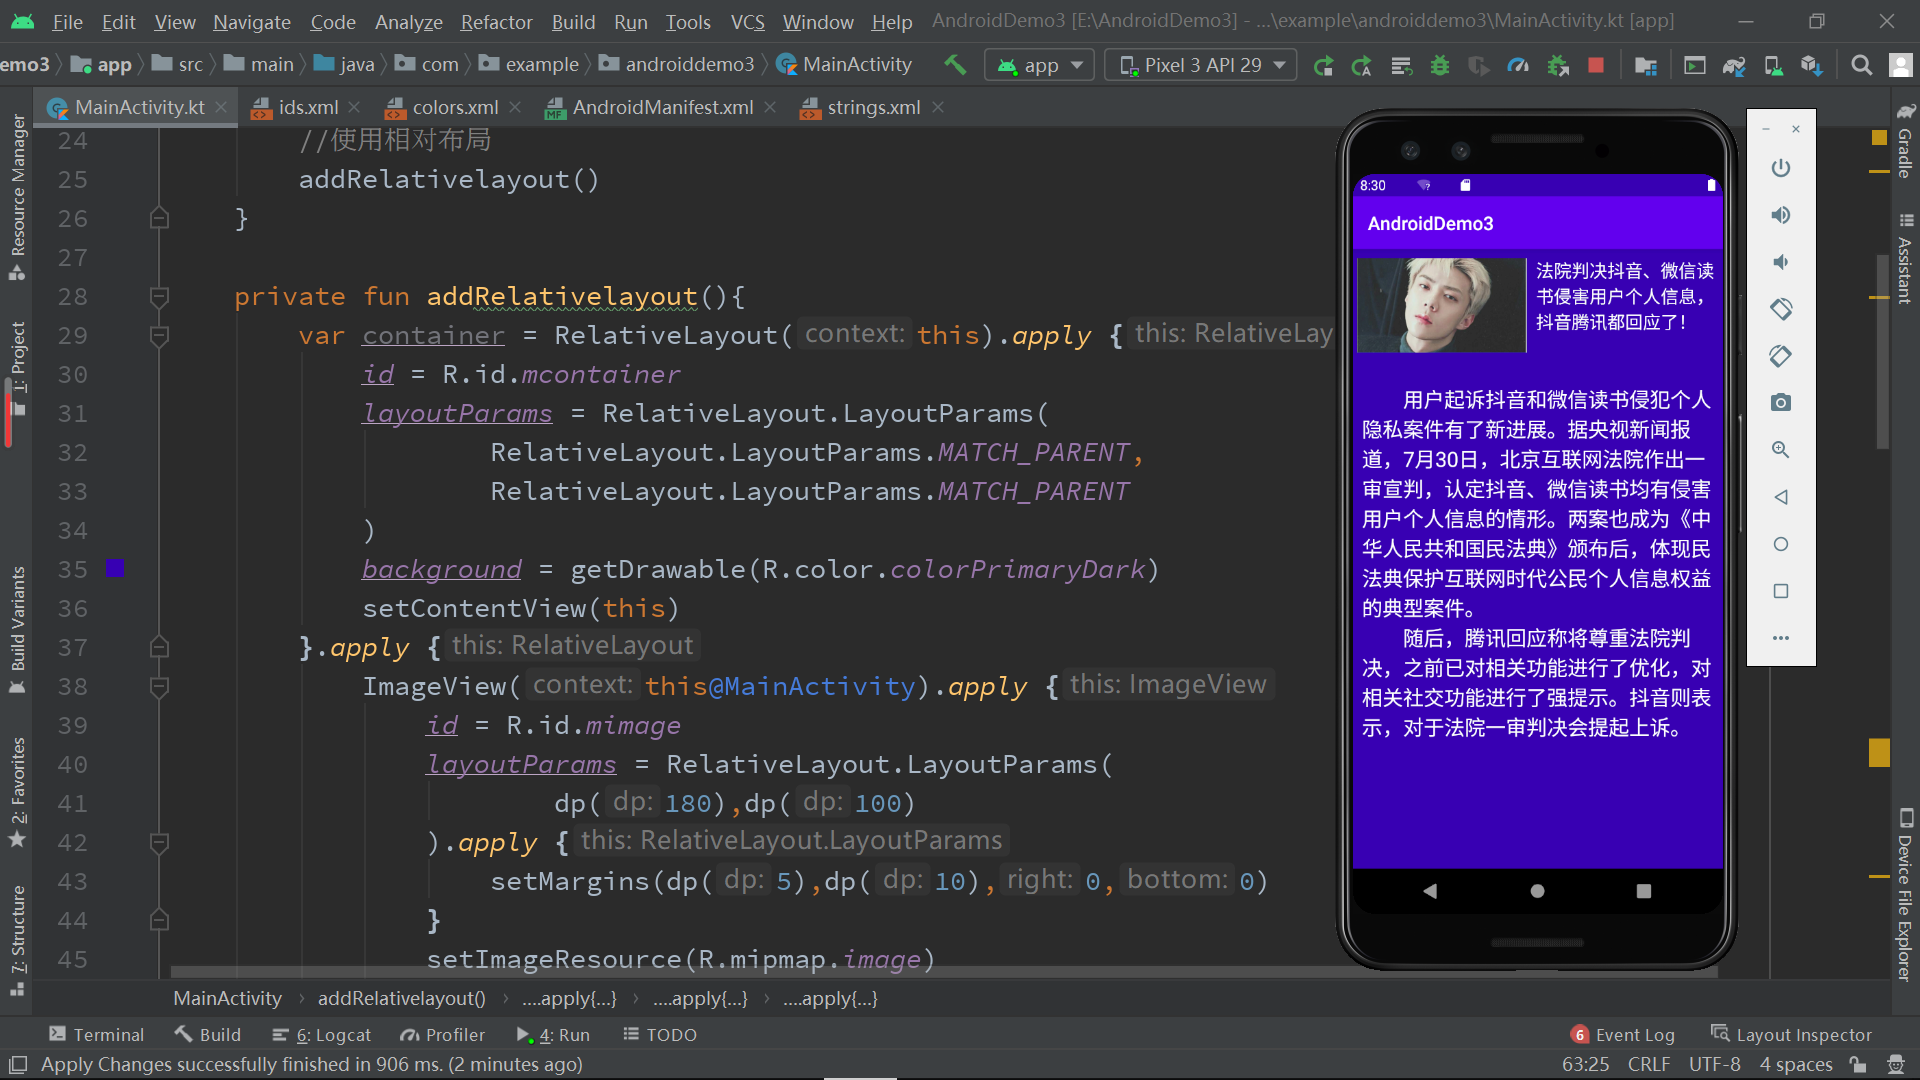 File Edit View Navigate Code Analyze Refactor Build Run Tools VCS Window Help AndroidDemo3 [E:\AndroidDemo3] - ...\example\androiddemo3\MainActivity.kt [app]
emo3 app src main java com example androiddemo3 MainActivity app Pixel 3 API 29
MainActivity.kt ids.xml colors.xml AndroidManifest.xml strings.xml
Resource Manager
1: Project
Build Variants
2: Favorites
7: Structure
24 //使用相对布局
25 addRelativelayout()
26 }
27
28 private fun addRelativelayout(){
29 var container = RelativeLayout( context: this).apply { this: RelativeLay
30 id = R.id.mcontainer
31 layoutParams = RelativeLayout.LayoutParams(
32 RelativeLayout.LayoutParams.MATCH_PARENT,
33 RelativeLayout.LayoutParams.MATCH_PARENT
34 )
35 background = getDrawable(R.color.colorPrimaryDark)
36 setContentView(this)
37 }.apply { this: RelativeLayout
38 ImageView( context: this@MainActivity).apply { this: ImageView
39 id = R.id.mimage
40 layoutParams = RelativeLayout.LayoutParams(
41 dp( dp: 180),dp( dp: 100)
42 ).apply { this: RelativeLayout.LayoutParams
43 setMargins(dp( dp: 5),dp( dp: 10), right: 0, bottom: 0)
44 }
45 setImageResource(R.mipmap.image)
8:30
AndroidDemo3
法院判决抖音、微信读
书侵害用户个人信息，
抖音腾讯都回应了！
用户起诉抖音和微信读书侵犯个人
隐私案件有了新进展。据央视新闻报
道，7月30日，北京互联网法院作出一
审宣判，认定抖音、微信读书均有侵害
用户个人信息的情形。两案也成为《中
华人民共和国民法典》颁布后，体现民
法典保护互联网时代公民个人信息权益
的典型案件。
随后，腾讯回应称将尊重法院判
决，之前已对相关功能进行了优化，对
相关社交功能进行了强提示。抖音则表
示，对于法院一审判决会提起上诉。
Gradle
Assistant
Device File Explorer
MainActivity › addRelativelayout() › ....apply{...} › ....apply{...} › ....apply{...}
Terminal Build 6: Logcat Profiler 4: Run TODO 6 Event Log Layout Inspector
Apply Changes successfully finished in 906 ms. (2 minutes ago) 63:25 CRLF UTF-8 4 spaces